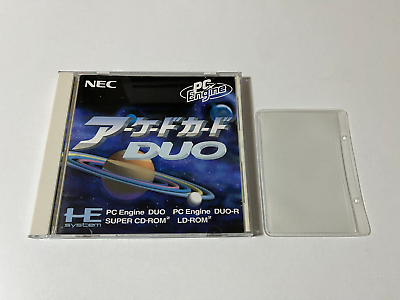 NEC
PC Engine
アーケードカード
DUO
HE system
PC Engine DUO PC Engine DUO-R
SUPER CD-ROM² LD-ROM²